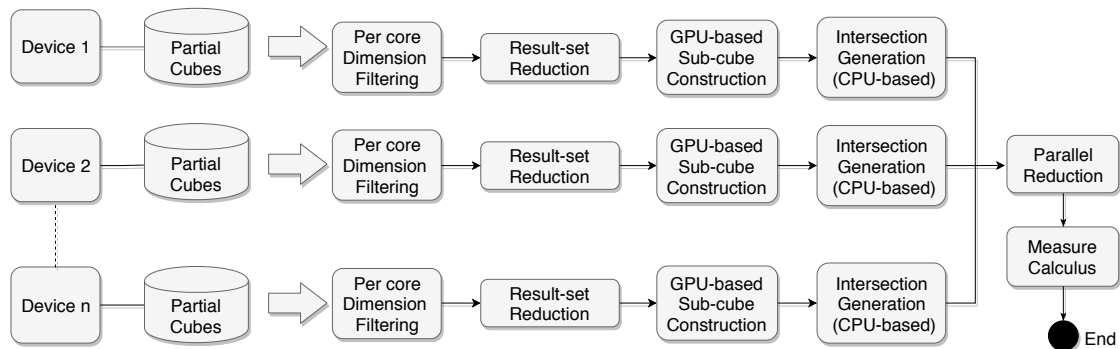 Device 1
Partial
Cubes
Per core
Dimension
Filtering
Result-set
Reduction
GPU-based
Sub-cube
Construction
Intersection
Generation
(CPU-based)
Device 2
Partial
Cubes
Per core
Dimension
Filtering
Result-set
Reduction
GPU-based
Sub-cube
Construction
Intersection
Generation
(CPU-based)
Parallel
Reduction
Measure
Calculus
Device n
Partial
Cubes
Per core
Dimension
Filtering
Result-set
Reduction
GPU-based
Sub-cube
Construction
Intersection
Generation
(CPU-based)
End